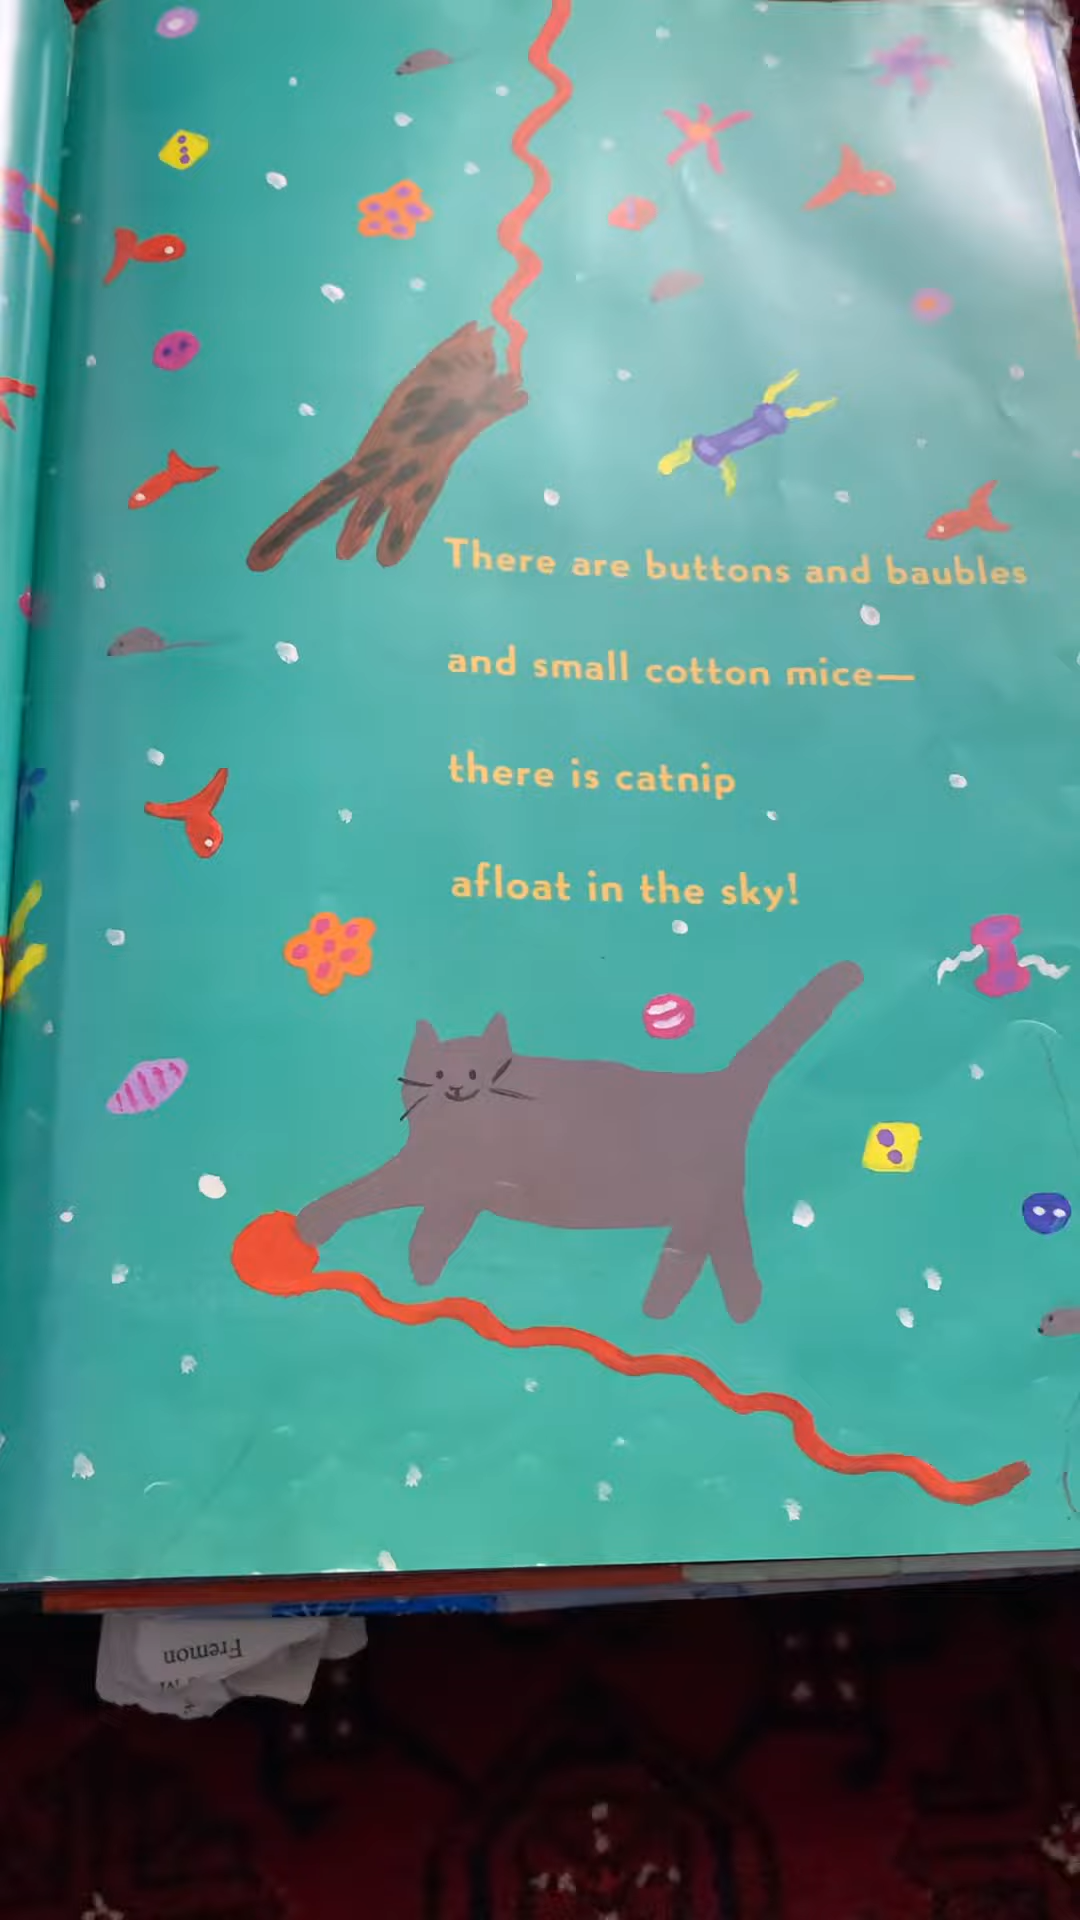 There are buttons and baubles
and small cotton mice—
there is catnip
afloat in the sky!
Fremon